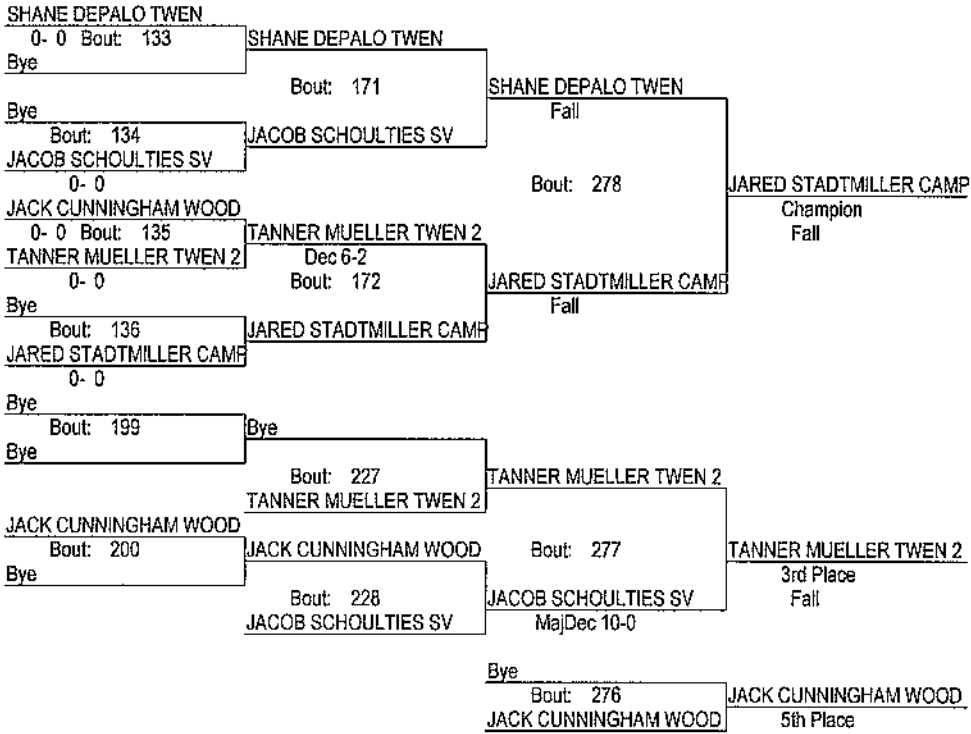 SHANE DEPALO TWEN
0- 0 Bout: 133
Bye
SHANE DEPALO TWEN
Bout: 171
Bye
Bout: 134
JACOB SCHOULTIES SV
0- 0
JACOB SCHOULTIES SV
SHANE DEPALO TWEN
Fall
Bout: 278
JACK CUNNINGHAM WOOD
0- 0 Bout: 135
TANNER MUELLER TWEN 2
0- 0
TANNER MUELLER TWEN 2
Dec 6-2
Bout: 172
Bye
Bout: 136
JARED STADTMILLER CAMP
0- 0
JARED STADTMILLER CAMP
JARED STADTMILLER CAMP
Fall
JARED STADTMILLER CAMP
Champion
Fall
Bye
Bout: 199
Bye
Bye
Bout: 227
TANNER MUELLER TWEN 2
TANNER MUELLER TWEN 2
JACK CUNNINGHAM WOOD
Bout: 200
Bye
JACK CUNNINGHAM WOOD
Bout: 228
JACOB SCHOULTIES SV
Bout: 277
JACOB SCHOULTIES SV
MajDec 10-0
TANNER MUELLER TWEN 2
3rd Place
Fall
Bye
Bout: 276
JACK CUNNINGHAM WOOD
JACK CUNNINGHAM WOOD
5th Place